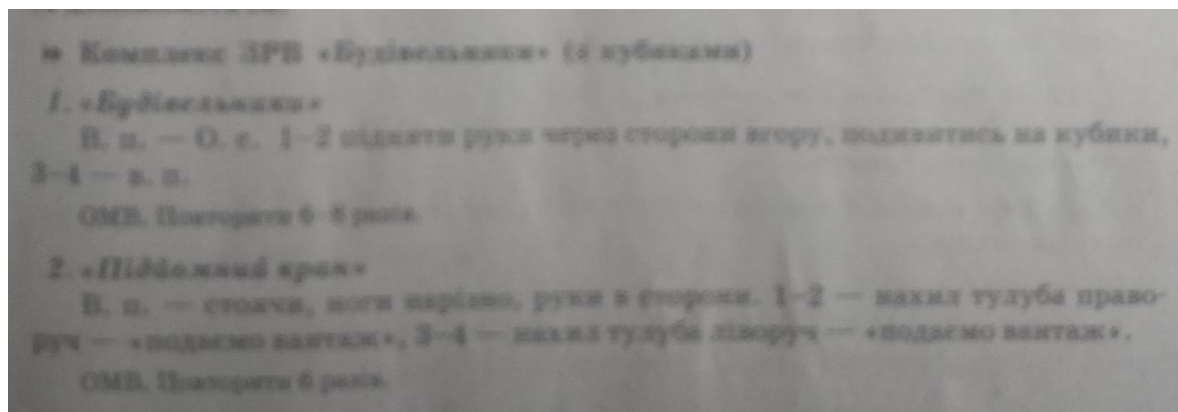 » Комплекс ЗРВ «Будівельники» (з кубиками)
1. «Будівельники»
В. п. — О. с. 1–2 підняти руки через сторони вгору, подивитись на кубики,
3–4 — в. п.
ОМВ. Повторити 6–8 разів.
2. «Підйомний кран»
В. п. — стоячи, ноги нарізно, руки в сторони. 1–2 — нахил тулуба право-
руч — «подаємо вантаж», 3–4 — нахил тулуба ліворуч — «подаємо вантаж».
ОМВ. Повторити 6 разів.